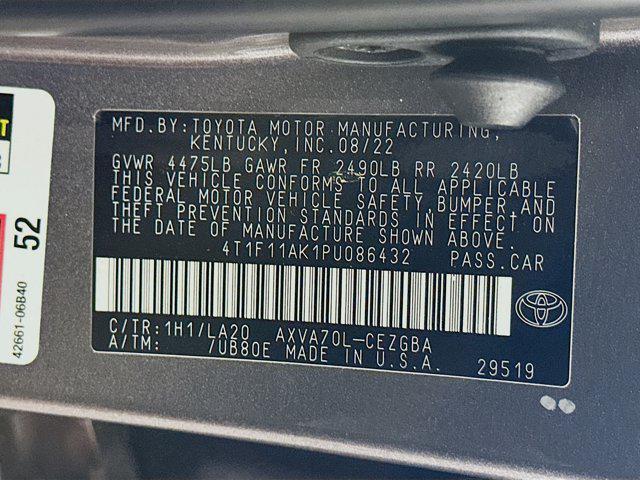 MFD.BY:TOYOTA MOTOR MANUFACTURING,
KENTUCKY, INC.08/22
GVWR 4475LB GAWR FR 2490LB RR 2420LB
THIS VEHICLE CONFORMS TO ALL APPLICABLE
FEDERAL MOTOR VEHICLE SAFETY,BUMPER,AND
THEFT PREVENTION STANDARDS IN EFFECT ON
THE DATE OF MANUFACTURE SHOWN ABOVE.
4T1F11AK1PU086432 PASS.CAR
C/TR:1H1/LA20 AXVA70L-CEZGBA
A/TM: 7UB80E MADE IN U.S.A.
29519
52
42661-06B40